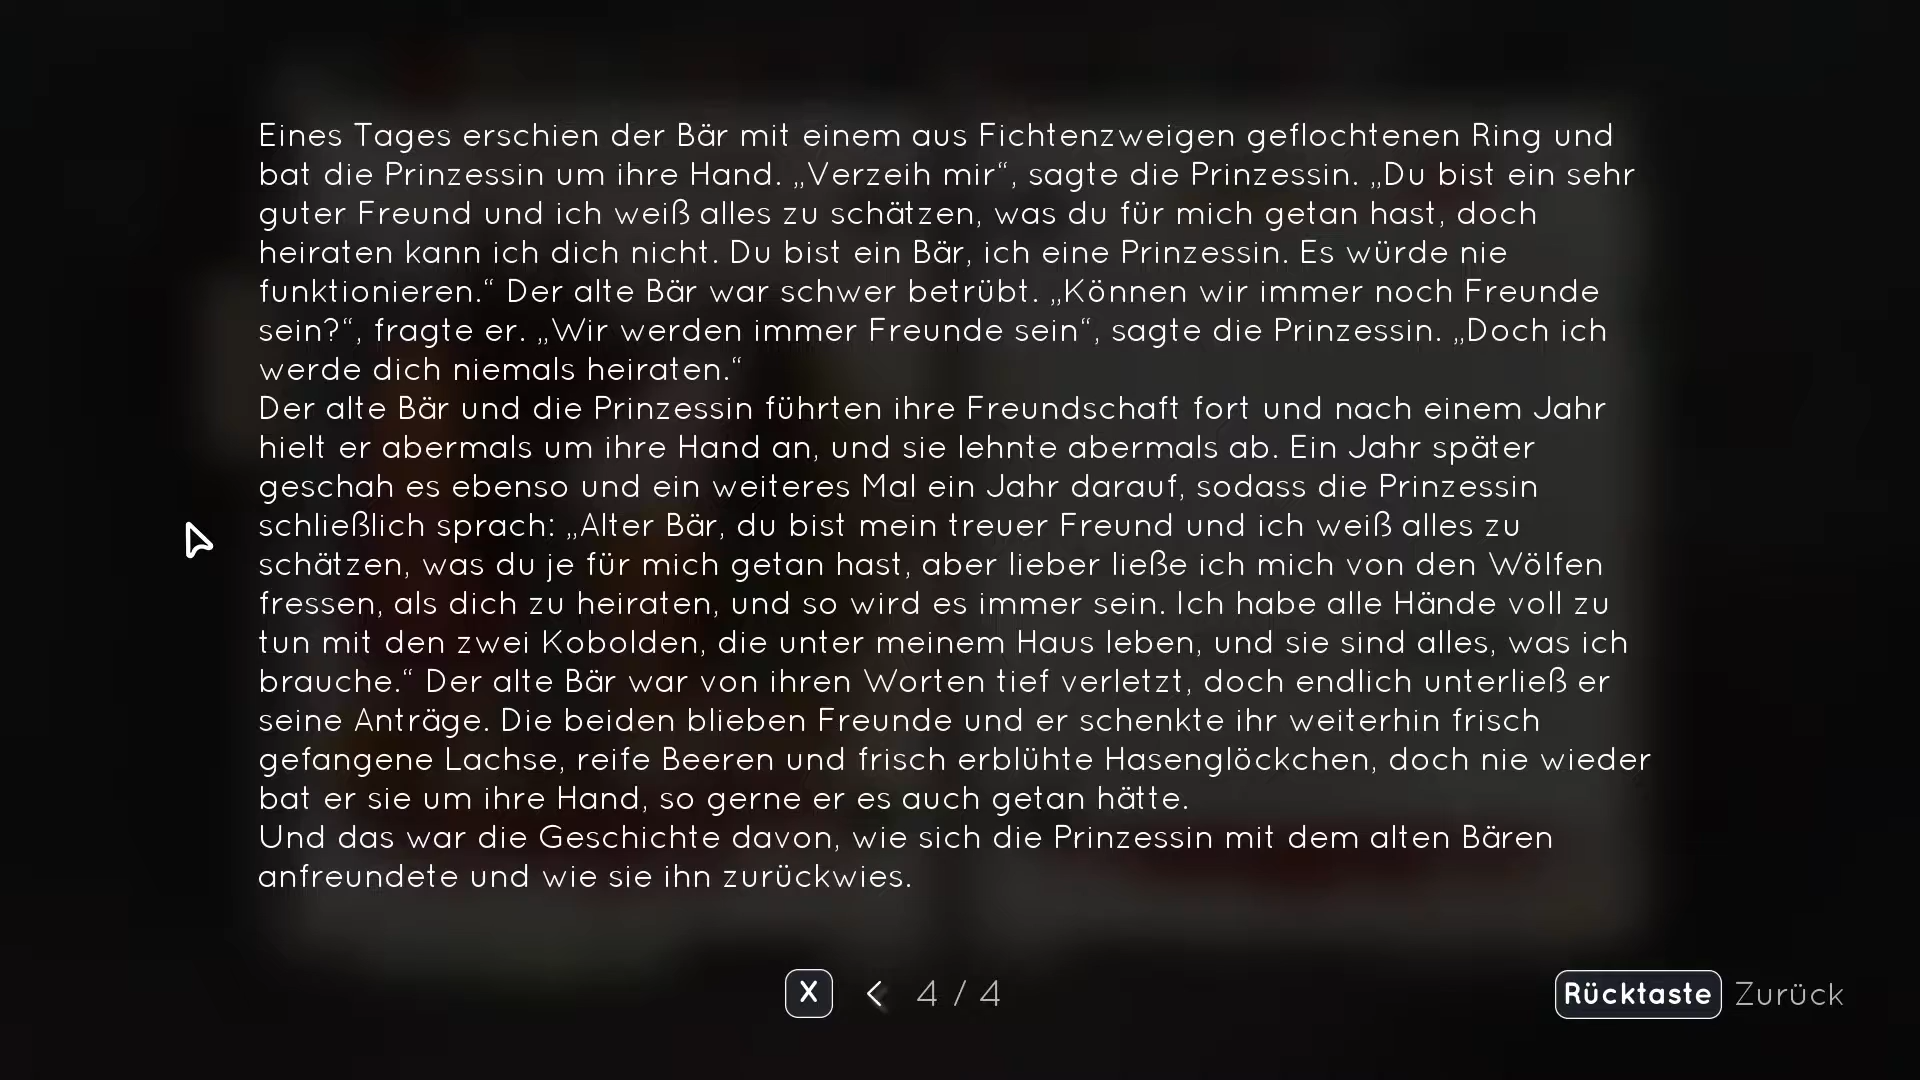 Eines Tages erschien der Bär mit einem aus Fichtenzweigen geflochtenen Ring und
bat die Prinzessin um ihre Hand. „Verzeih mir“, sagte die Prinzessin. „Du bist ein sehr
guter Freund und ich weiß alles zu schätzen, was du für mich getan hast, doch
heiraten kann ich dich nicht. Du bist ein Bär, ich eine Prinzessin. Es würde nie
funktionieren.“ Der alte Bär war schwer betrübt. „Können wir immer noch Freunde
sein?“, fragte er. „Wir werden immer Freunde sein“, sagte die Prinzessin. „Doch ich
werde dich niemals heiraten.“
Der alte Bär und die Prinzessin führten ihre Freundschaft fort und nach einem Jahr
hielt er abermals um ihre Hand an, und sie lehnte abermals ab. Ein Jahr später
geschah es ebenso und ein weiteres Mal ein Jahr darauf, sodass die Prinzessin
schließlich sprach: „Alter Bär, du bist mein treuer Freund und ich weiß alles zu
schätzen, was du je für mich getan hast, aber lieber ließe ich mich von den Wölfen
fressen, als dich zu heiraten, und so wird es immer sein. Ich habe alle Hände voll zu
tun mit den zwei Kobolden, die unter meinem Haus leben, und sie sind alles, was ich
brauche.“ Der alte Bär war von ihren Worten tief verletzt, doch endlich unterließ er
seine Anträge. Die beiden blieben Freunde und er schenkte ihr weiterhin frisch
gefangene Lachse, reife Beeren und frisch erblühte Hasenglöckchen, doch nie wieder
bat er sie um ihre Hand, so gerne er es auch getan hätte.
Und das war die Geschichte davon, wie sich die Prinzessin mit dem alten Bären
anfreundete und wie sie ihn zurückwies.
X < 4 / 4
Rücktaste Zurück